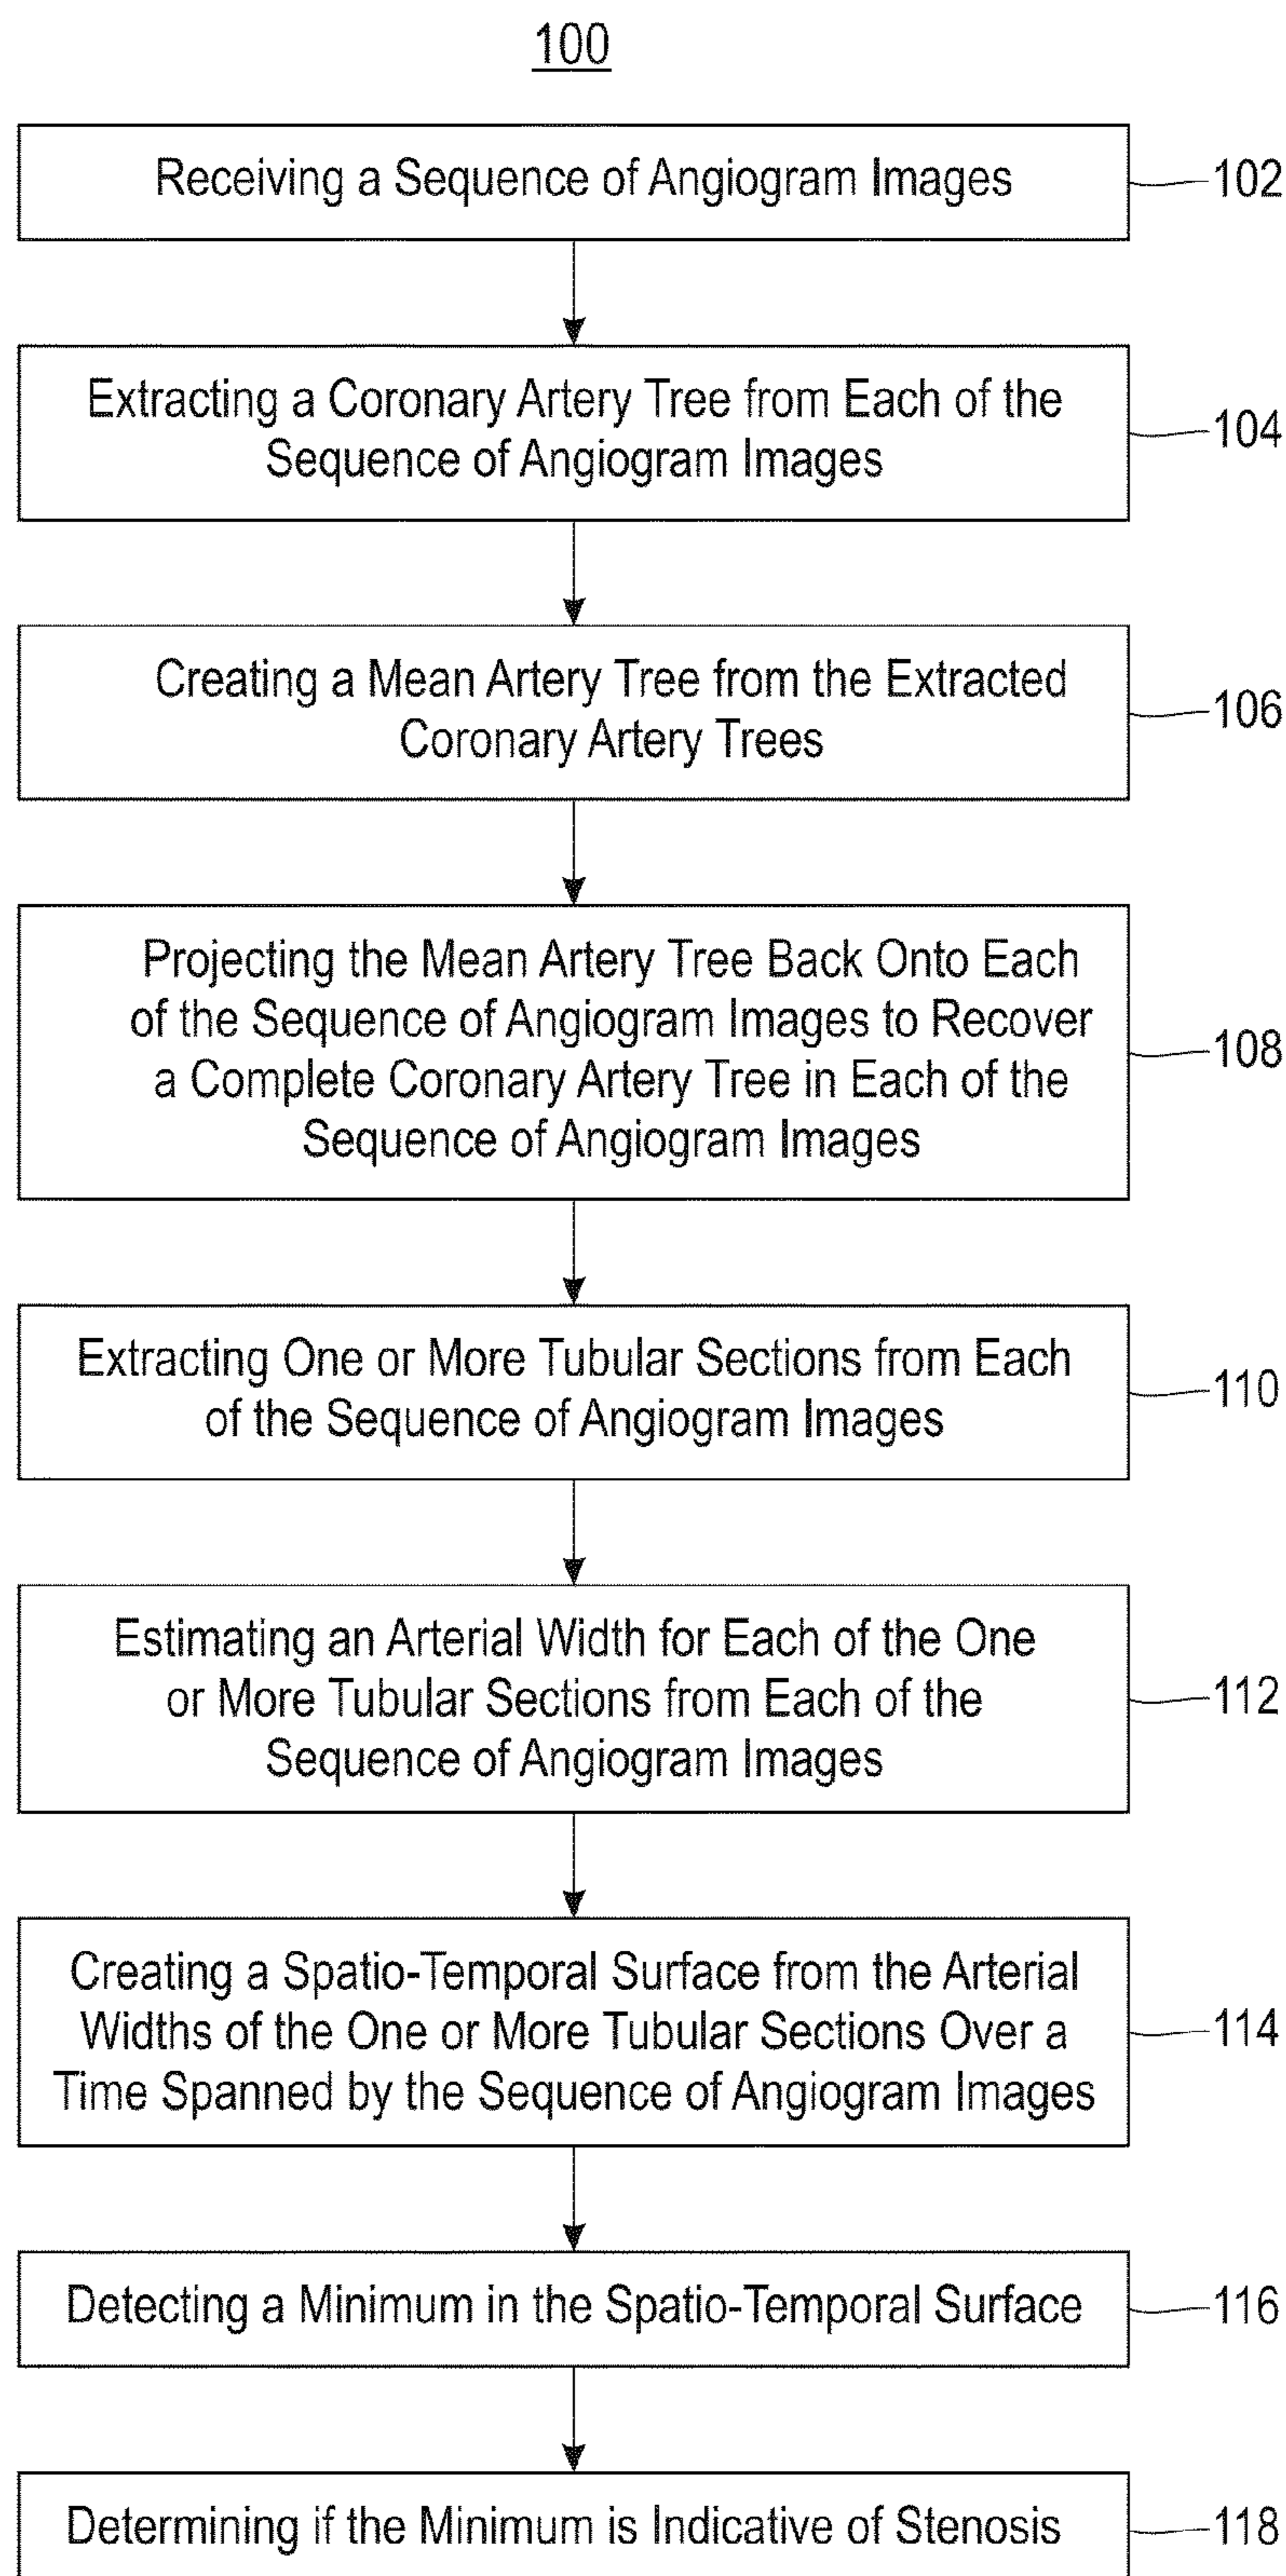 100
Receiving a Sequence of Angiogram Images
102
Extracting a Coronary Artery Tree from Each of the
Sequence of Angiogram Images
104
Creating a Mean Artery Tree from the Extracted
Coronary Artery Trees
106
Projecting the Mean Artery Tree Back Onto Each
of the Sequence of Angiogram Images to Recover
a Complete Coronary Artery Tree in Each of the
Sequence of Angiogram Images
108
Extracting One or More Tubular Sections from Each
of the Sequence of Angiogram Images
110
Estimating an Arterial Width for Each of the One
or More Tubular Sections from Each of the
Sequence of Angiogram Images
112
Creating a Spatio-Temporal Surface from the Arterial
Widths of the One or More Tubular Sections Over a
Time Spanned by the Sequence of Angiogram Images
114
Detecting a Minimum in the Spatio-Temporal Surface
116
Determining if the Minimum is Indicative of Stenosis
118